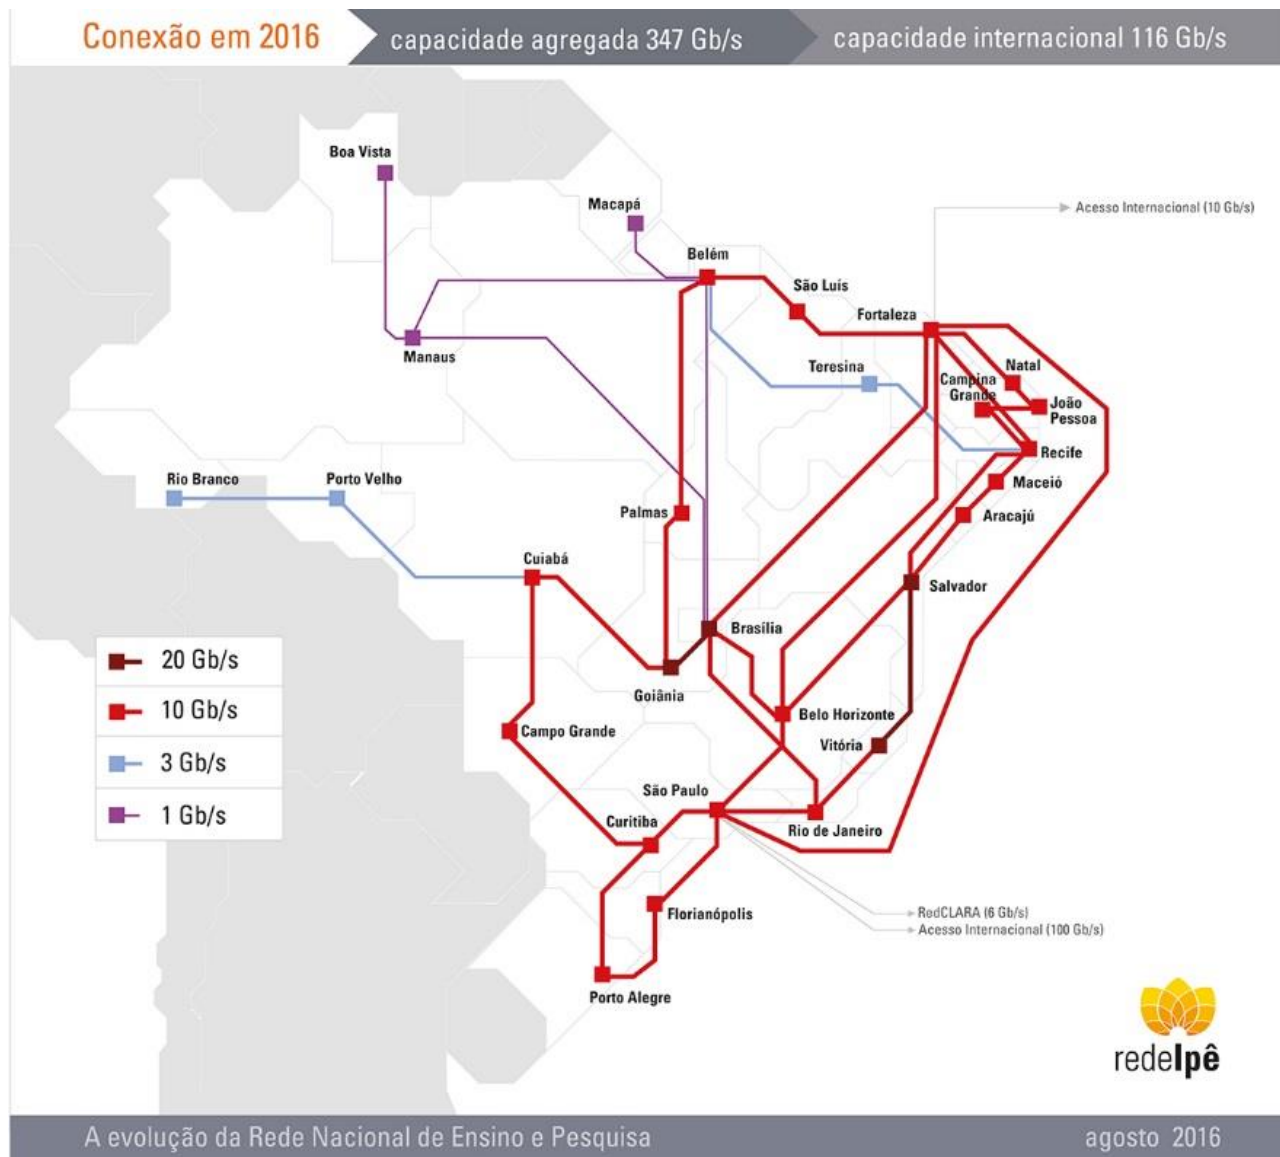 Conexão em 2016
capacidade agregada 347 Gb/s
capacidade internacional 116 Gb/s
Boa Vista
Macapá
Acesso Internacional (10 Gb/s)
Belém
São Luís
Fortaleza
Manaus
Teresina
Natal
Campina
Grande
João
Pessoa
Recife
Rio Branco
Porto Velho
Maceió
Palmas
Aracajú
Cuiabá
Salvador
Brasília
20 Gb/s
Goiânia
10 Gb/s
Campo Grande
Belo Horizonte
Vitória
3 Gb/s
São Paulo
1 Gb/s
Curitiba
Rio de Janeiro
Florianópolis
RedCLARA (6 Gb/s)
Acesso Internacional (100 Gb/s)
Porto Alegre
redeIpê
A evolução da Rede Nacional de Ensino e Pesquisa
agosto 2016